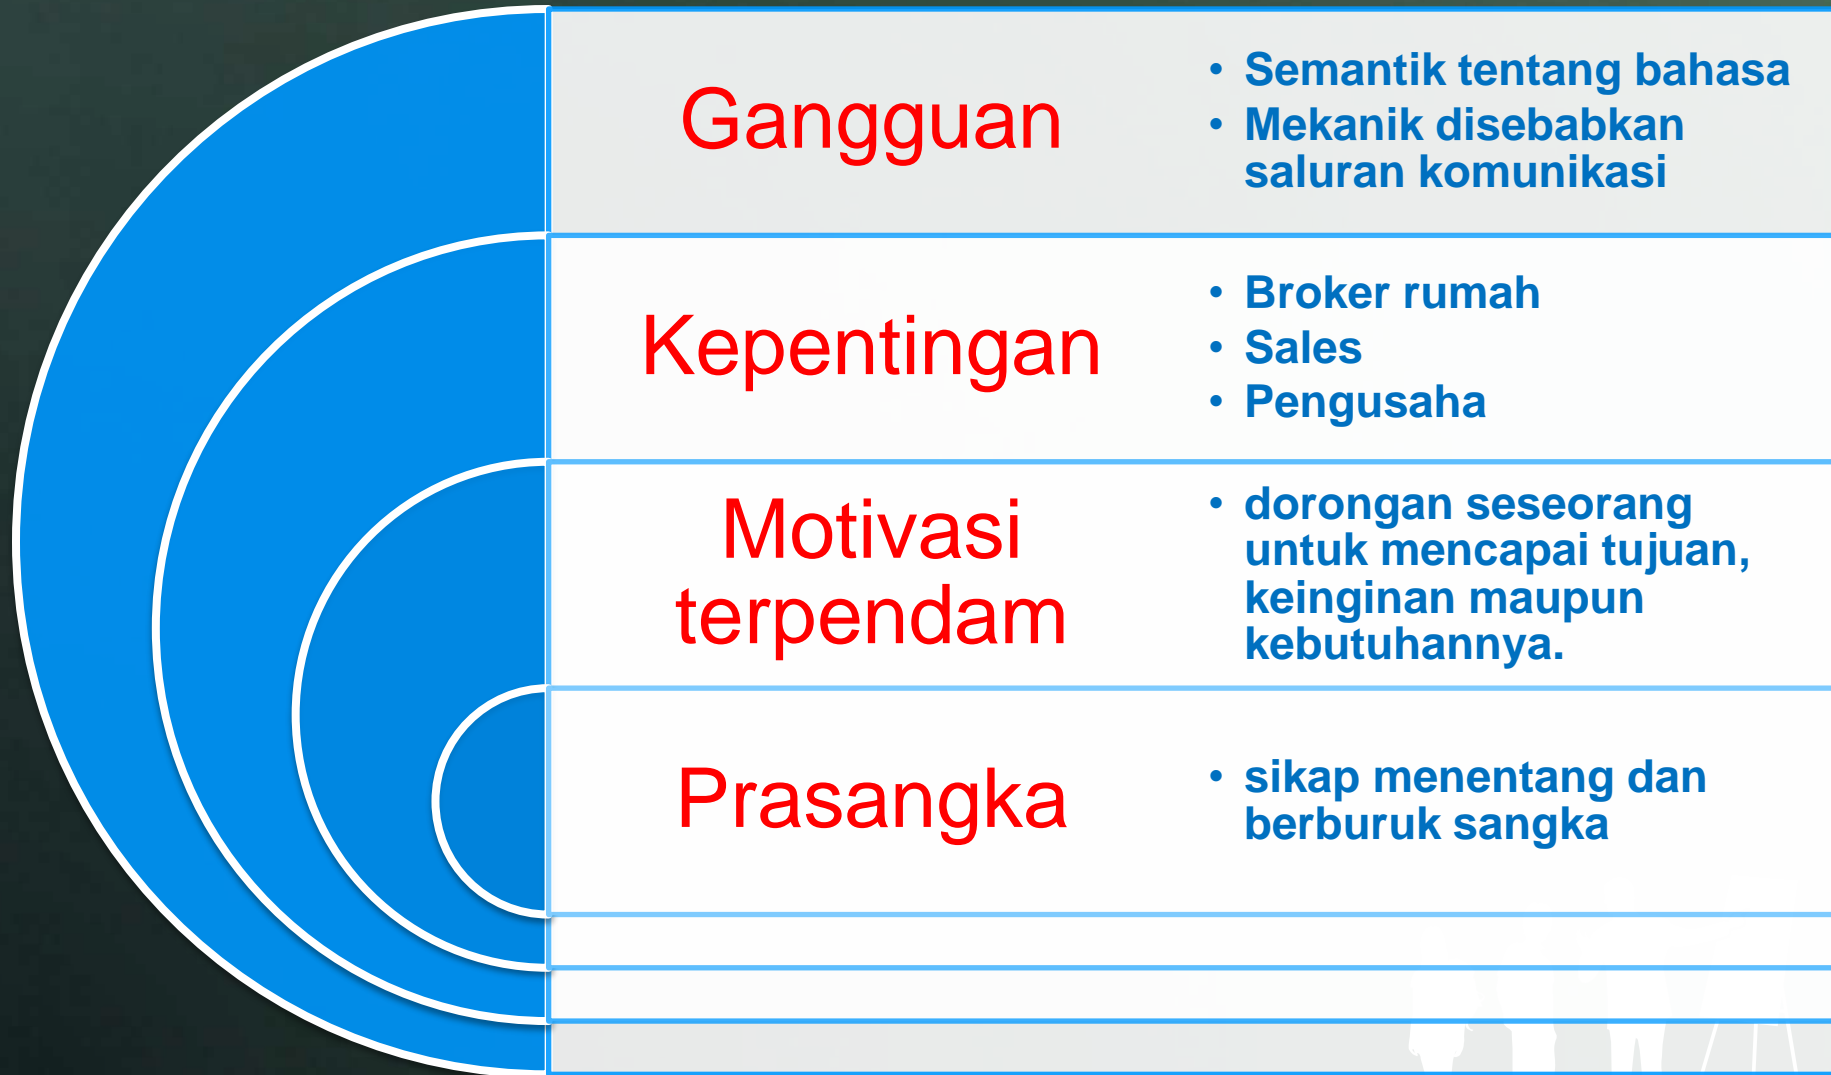 Gangguan
• Semantik tentang bahasa
• Mekanik disebabkan
saluran komunikasi
Kepentingan
• Broker rumah
• Sales
• Pengusaha
Motivasi
terpendam
• dorongan seseorang
untuk mencapai tujuan,
keinginan maupun
kebutuhannya.
Prasangka
• sikap menentang dan
berburuk sangka